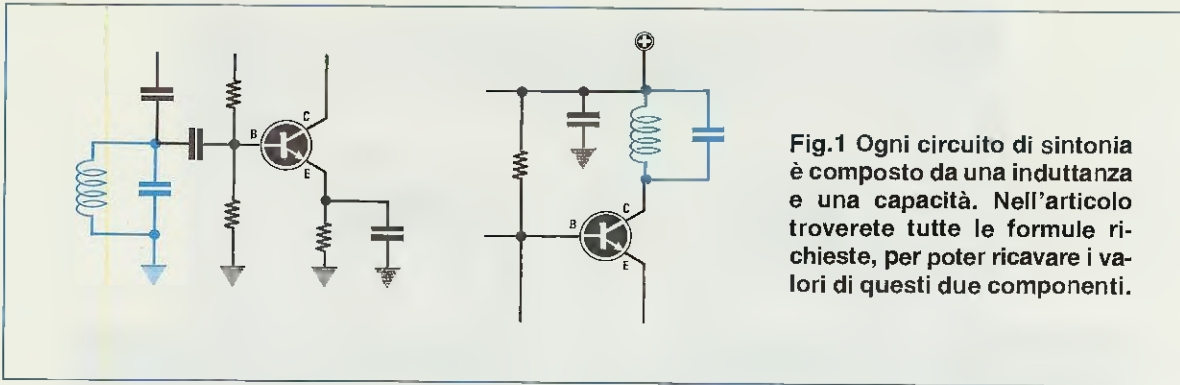 C
B
E
C
B
E
Fig.1 Ogni circuito di sintonia
è composto da una induttanza
e una capacità. Nell'articolo
troverete tutte le formule ri-
chieste, per poter ricavare i va-
lori di questi due componenti.